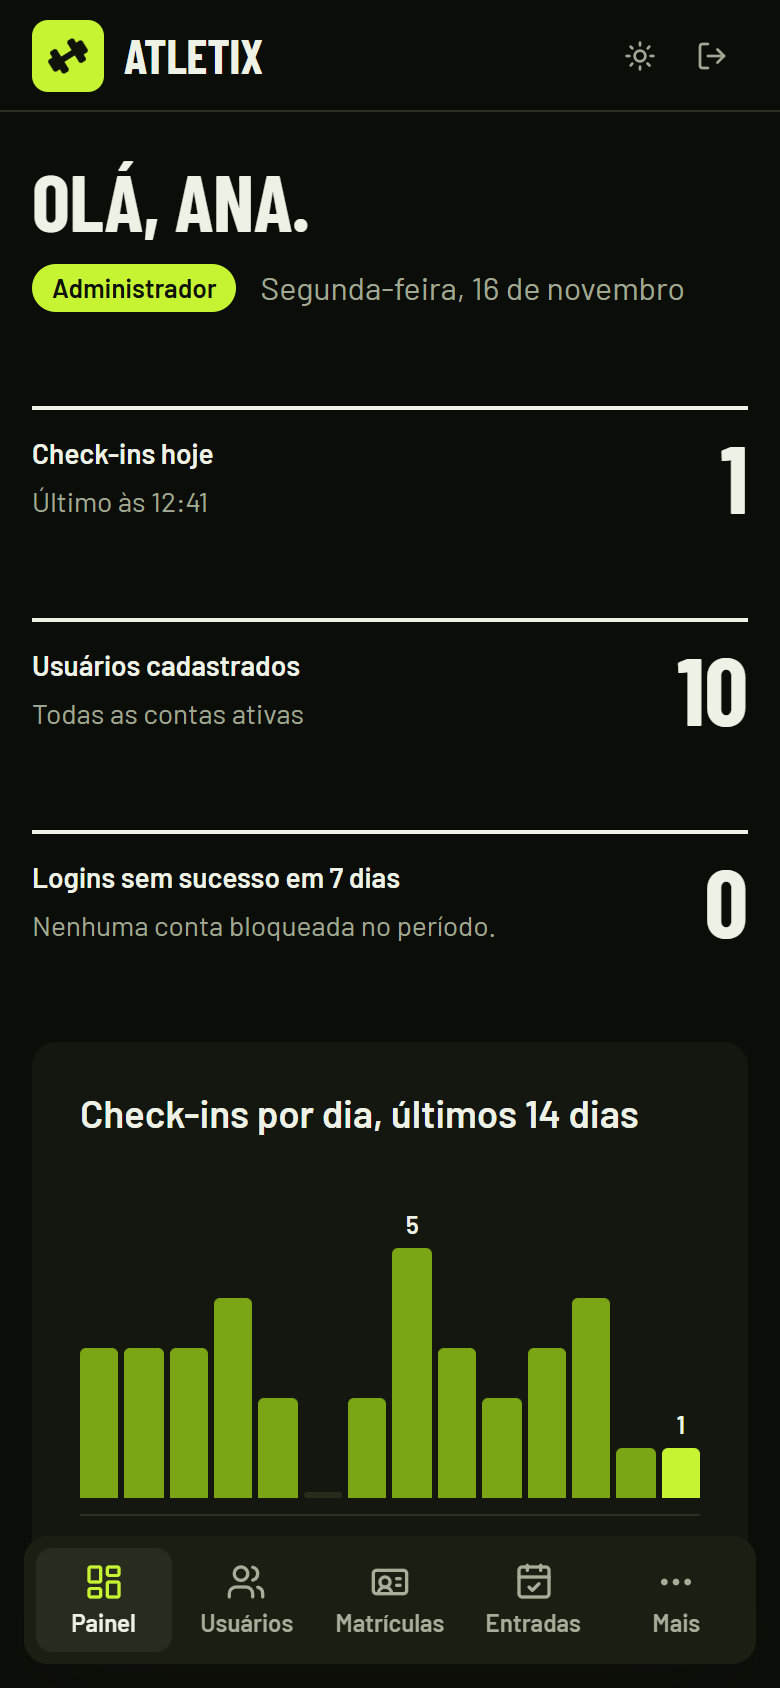 ATLETIX
OLÁ, ANA.
Administrador
Segunda-feira, 16 de novembro
Check-ins hoje
1
Último às 12:41
Usuários cadastrados
10
Todas as contas ativas
Logins sem sucesso em 7 dias
0
Nenhuma conta bloqueada no período.
Check-ins por dia, últimos 14 dias
5
1
Painel
Usuários
Matrículas
Entradas
Mais